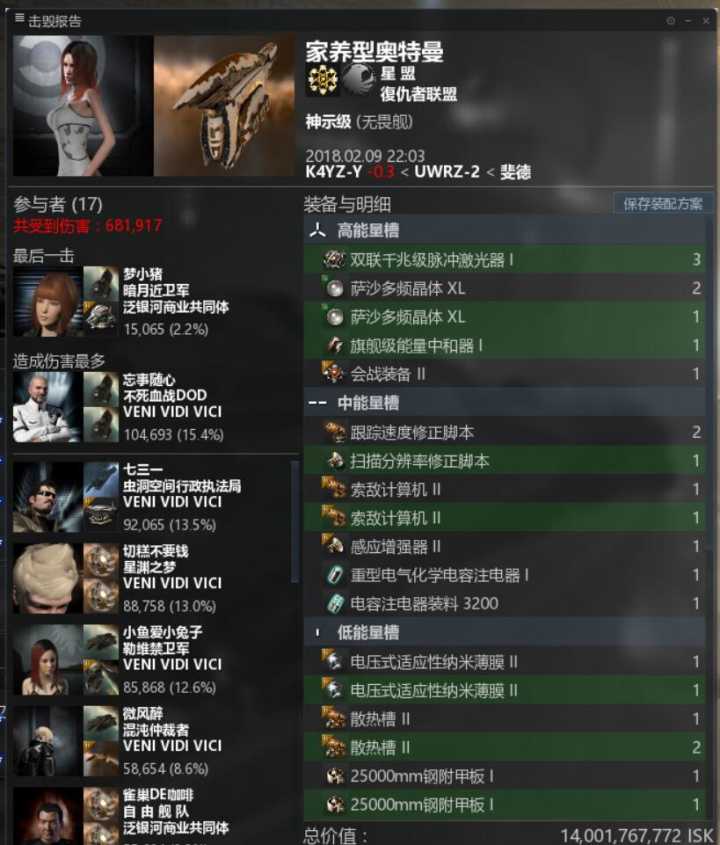 击毁报告
家养型奥特曼
星 盟
復仇者联盟
神示级 (无畏舰)
2018.02.09 22:03
K4YZ-Y -0.3 < UWRZ-2 < 斐德
参与者 (17)
共受到伤害：681,917
最后一击
梦小猪
暗月近卫军
泛银河商业共同体
15,065 (2.2%)
造成伤害最多
忘事随心
不死血战DOD
VENI VIDI VICI
104,693 (15.4%)
七三一
虫洞空间行政执法局
VENI VIDI VICI
92,065 (13.5%)
切糕不要钱
星渊之梦
VENI VIDI VICI
88,758 (13.0%)
小鱼爱小兔子
勒维禁卫军
VENI VIDI VICI
85,868 (12.6%)
微风醉
混沌仲裁者
VENI VIDI VICI
58,654 (8.6%)
雀巢DE咖啡
自 由 舰 队
泛银河商业共同体
装备与明细
保存装配方案
高能量槽
双联千兆级脉冲激光器 I 3
萨沙多频晶体 XL 2
萨沙多频晶体 XL 1
旗舰级能量中和器 I 1
会战装备 II 1
中能量槽
跟踪速度修正脚本 2
扫描分辨率修正脚本 1
索敌计算机 II 1
索敌计算机 II 1
感应增强器 II 1
重型电气化学电容注电器 I 1
电容注电器装料 3200 1
低能量槽
电压式适应性纳米薄膜 II 1
电压式适应性纳米薄膜 II 1
散热槽 II 1
散热槽 II 2
25000mm钢附甲板 I 1
25000mm钢附甲板 I 1
总价值： 14,001,767,772 ISK